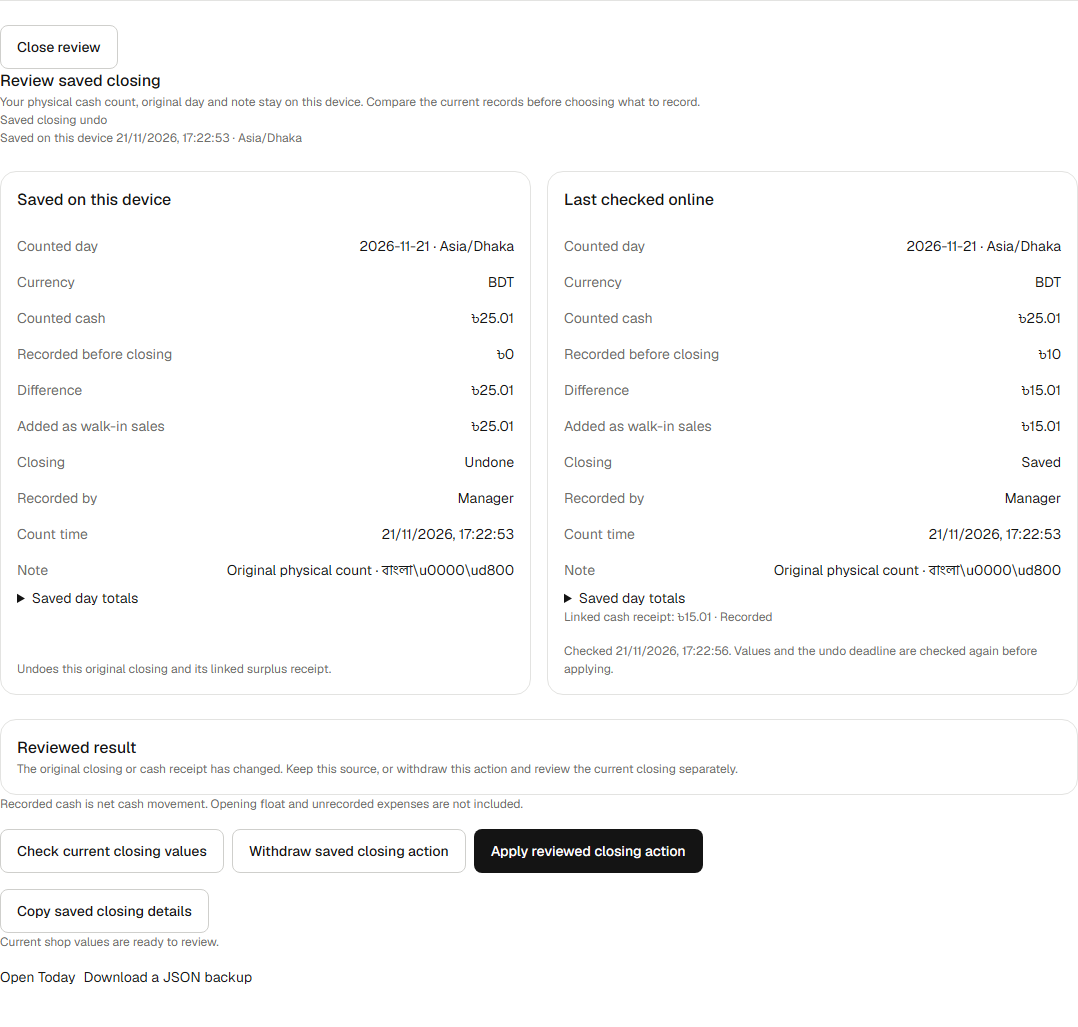 Close review
Review saved closing
Your physical cash count, original day and note stay on this device. Compare the current records before choosing what to record.
Saved closing undo
Saved on this device 21/11/2026, 17:22:53 · Asia/Dhaka
Saved on this device
Counted day 2026-11-21 · Asia/Dhaka
Currency BDT
Counted cash ৳25.01
Recorded before closing ৳0
Difference ৳25.01
Added as walk-in sales ৳25.01
Closing Undone
Recorded by Manager
Count time 21/11/2026, 17:22:53
Note Original physical count · বাংলা\u0000\ud800
Saved day totals
Undoes this original closing and its linked surplus receipt.
Last checked online
Counted day 2026-11-21 · Asia/Dhaka
Currency BDT
Counted cash ৳25.01
Recorded before closing ৳10
Difference ৳15.01
Added as walk-in sales ৳15.01
Closing Saved
Recorded by Manager
Count time 21/11/2026, 17:22:53
Note Original physical count · বাংলা\u0000\ud800
Saved day totals
Linked cash receipt: ৳15.01 · Recorded
Checked 21/11/2026, 17:22:56. Values and the undo deadline are checked again before
applying.
Reviewed result
The original closing or cash receipt has changed. Keep this source, or withdraw this action and review the current closing separately.
Recorded cash is net cash movement. Opening float and unrecorded expenses are not included.
Check current closing values
Withdraw saved closing action
Apply reviewed closing action
Copy saved closing details
Current shop values are ready to review.
Open Today Download a JSON backup